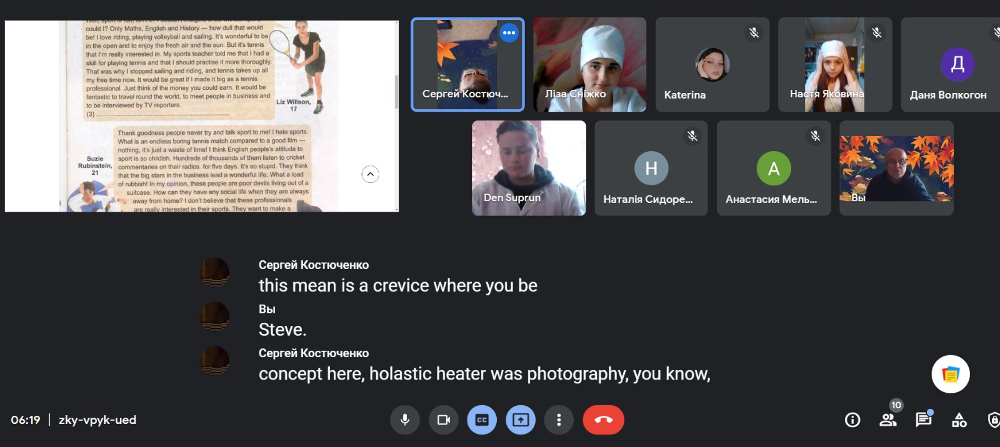 Well, sport is fun, isn't it? I couldn't imagine a life without sport,
could I? Only Maths, English and History — how dull that would
be! I love riding, playing volleyball and sailing. It's wonderful to be
in the open and to enjoy the fresh air and the sun. But it's tennis
that I'm really interested in. My sports teacher told me that I had a
skill for playing tennis and that I should practise it more thoroughly.
That was why I stopped sailing and riding, and tennis takes up all
my free time now. It would be great if I made it big as a tennis
professional. Just think of the money you could earn. It would be
fantastic to travel round the world, to meet people in business and
to be interviewed by TV reporters.
(3)
Liz Willson,
17
Thank goodness people never try and talk sport to me! I hate sports.
What is an endless boring tennis match compared to a good film —
nothing, it's just a waste of time! I think English people's attitude to
sport is so childish. Hundreds of thousands of them listen to cricket
commentaries on their radios for five days. It's so stupid. They think
that the big stars in the business lead a wonderful life. What a load
of rubbish! In my opinion, these people are poor devils living out of a
suitcase. How can they have any social life when they are always
away from home? I don't believe that these professionals
are really interested in their sports. They want to make a
Suzie
Rubinstein,
21
Сергей Костюч...
Ліза Сніжко
Katerina
Настя Яковина
Д
Даня Волкогон
Den Suprun
Н
Наталія Сидоре...
А
Анастасия Мель...
Вы
Сергей Костюченко
this mean is a crevice where you be
Вы
Steve.
Сергей Костюченко
concept here, holastic heater was photography, you know,
06:19 | zky-vpyk-ued
CC
10